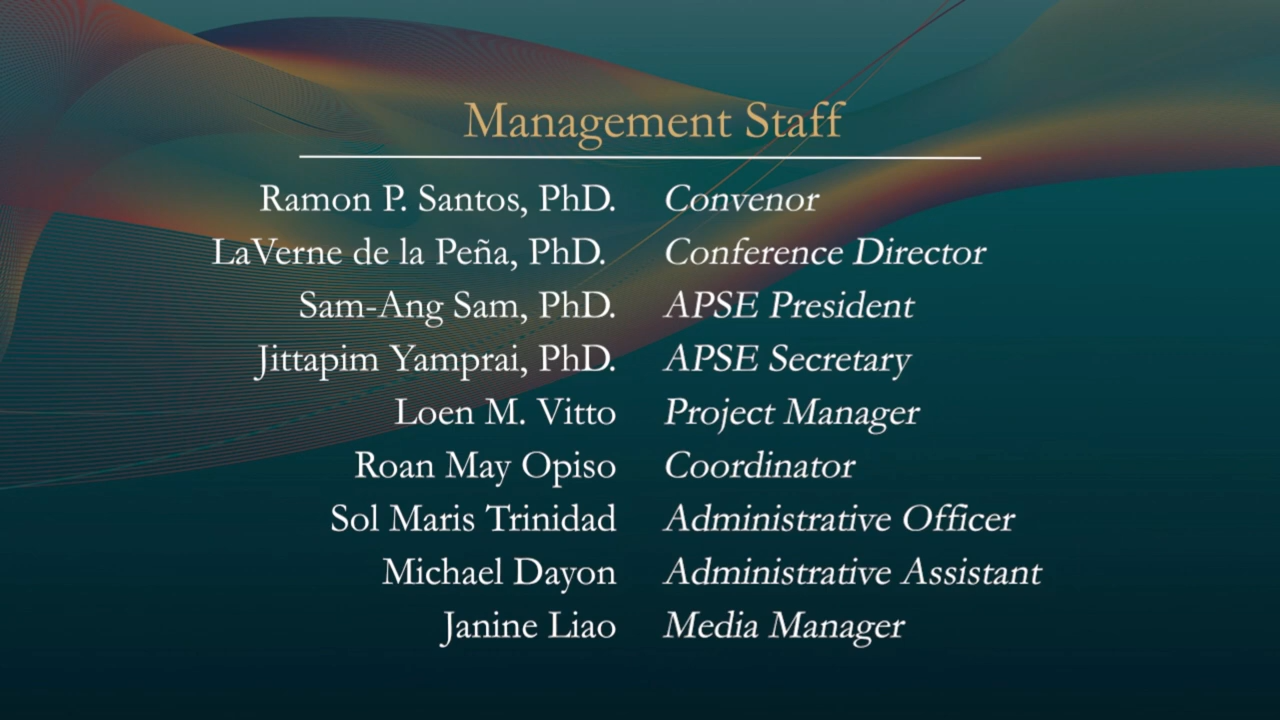 Management Staff
Ramon P. Santos, PhD. Convenor
LaVerne de la Peña, PhD. Conference Director
Sam-Ang Sam, PhD. APSE President
Jittapim Yamprai, PhD. APSE Secretary
Loen M. Vitto Project Manager
Roan May Opiso Coordinator
Sol Maris Trinidad Administrative Officer
Michael Dayon Administrative Assistant
Janine Liao Media Manager